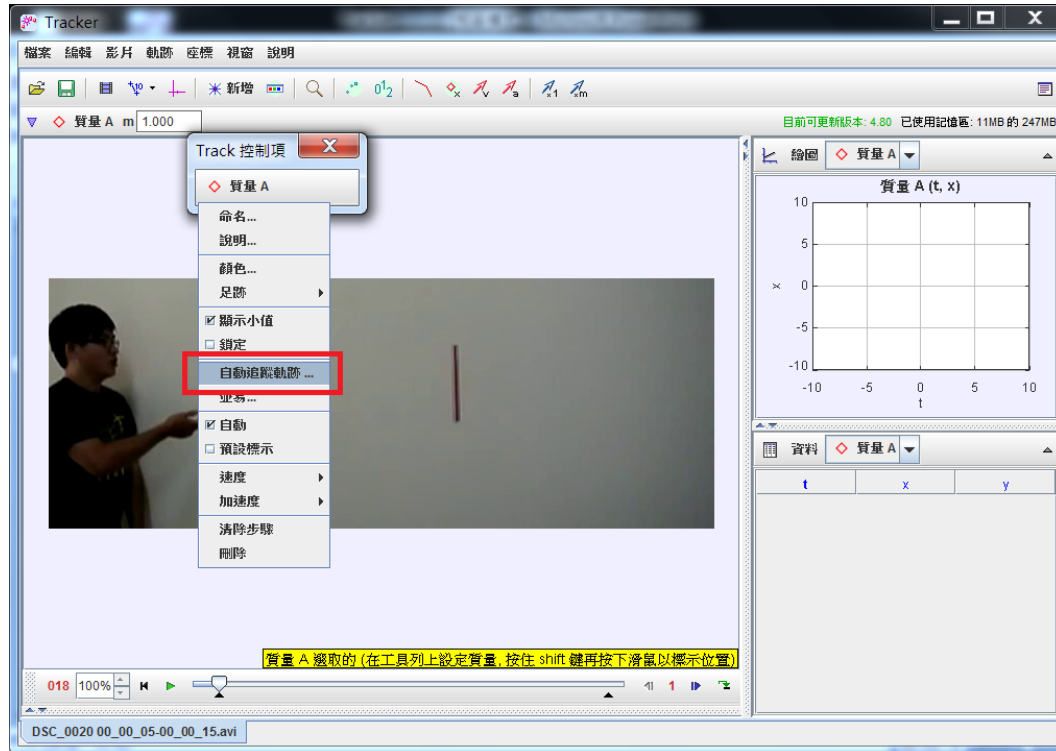 Tracker
檔案 編輯 影片 軌跡 座標 視窗 說明
新增
質量 A m 1.000
目前可更新版本: 4.80 已使用記憶區: 11MB 的 247MB
Track 控制項
質量 A
命名...
說明...
顏色...
足跡
顯示小值
鎖定
自動追蹤軌跡 ...
自動
預設標示
速度
加速度
清除步驟
刪除
繪圖 質量 A
質量 A (t, x)
10
5
0
-5
-10
x
-10 -5 0 5 10
t
資料 質量 A
t x y
質量 A 選取的 (在工具列上設定質量, 按住 shift 鍵再按下滑鼠以標示位置)
018 100% 1
DSC_0020 00_00_05-00_00_15.avi